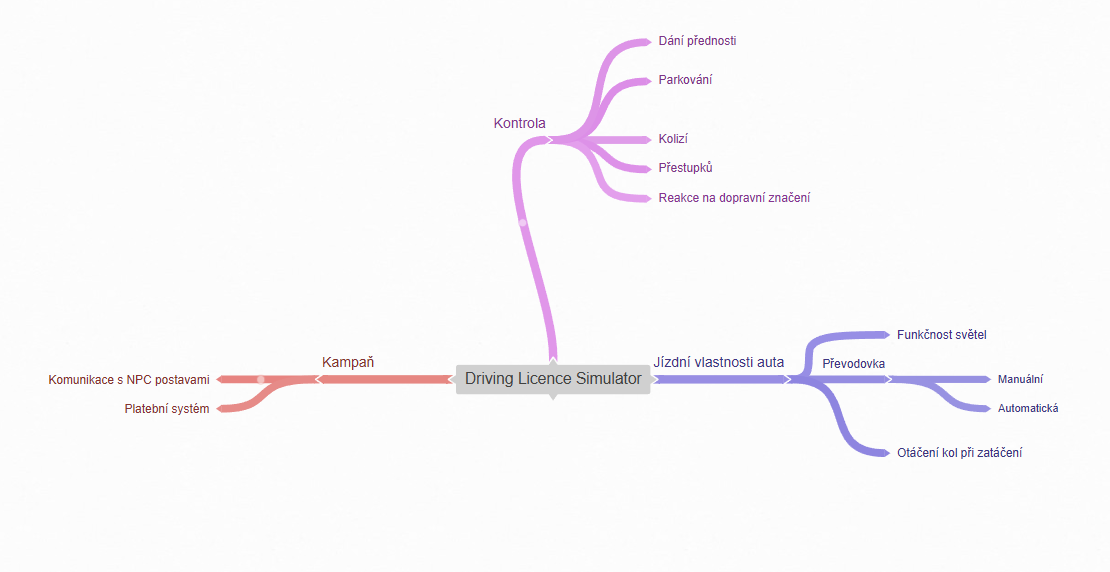 Dání přednosti
Parkování
Kontrola
Kolizí
Přestupků
Reakce na dopravní značení
Funkčnost světel
Kampaň
Jízdní vlastnosti auta
Převodovka
Komunikace s NPC postavami
Driving Licence Simulator
Manuální
Platební systém
Automatická
Otáčení kol při zatáčení